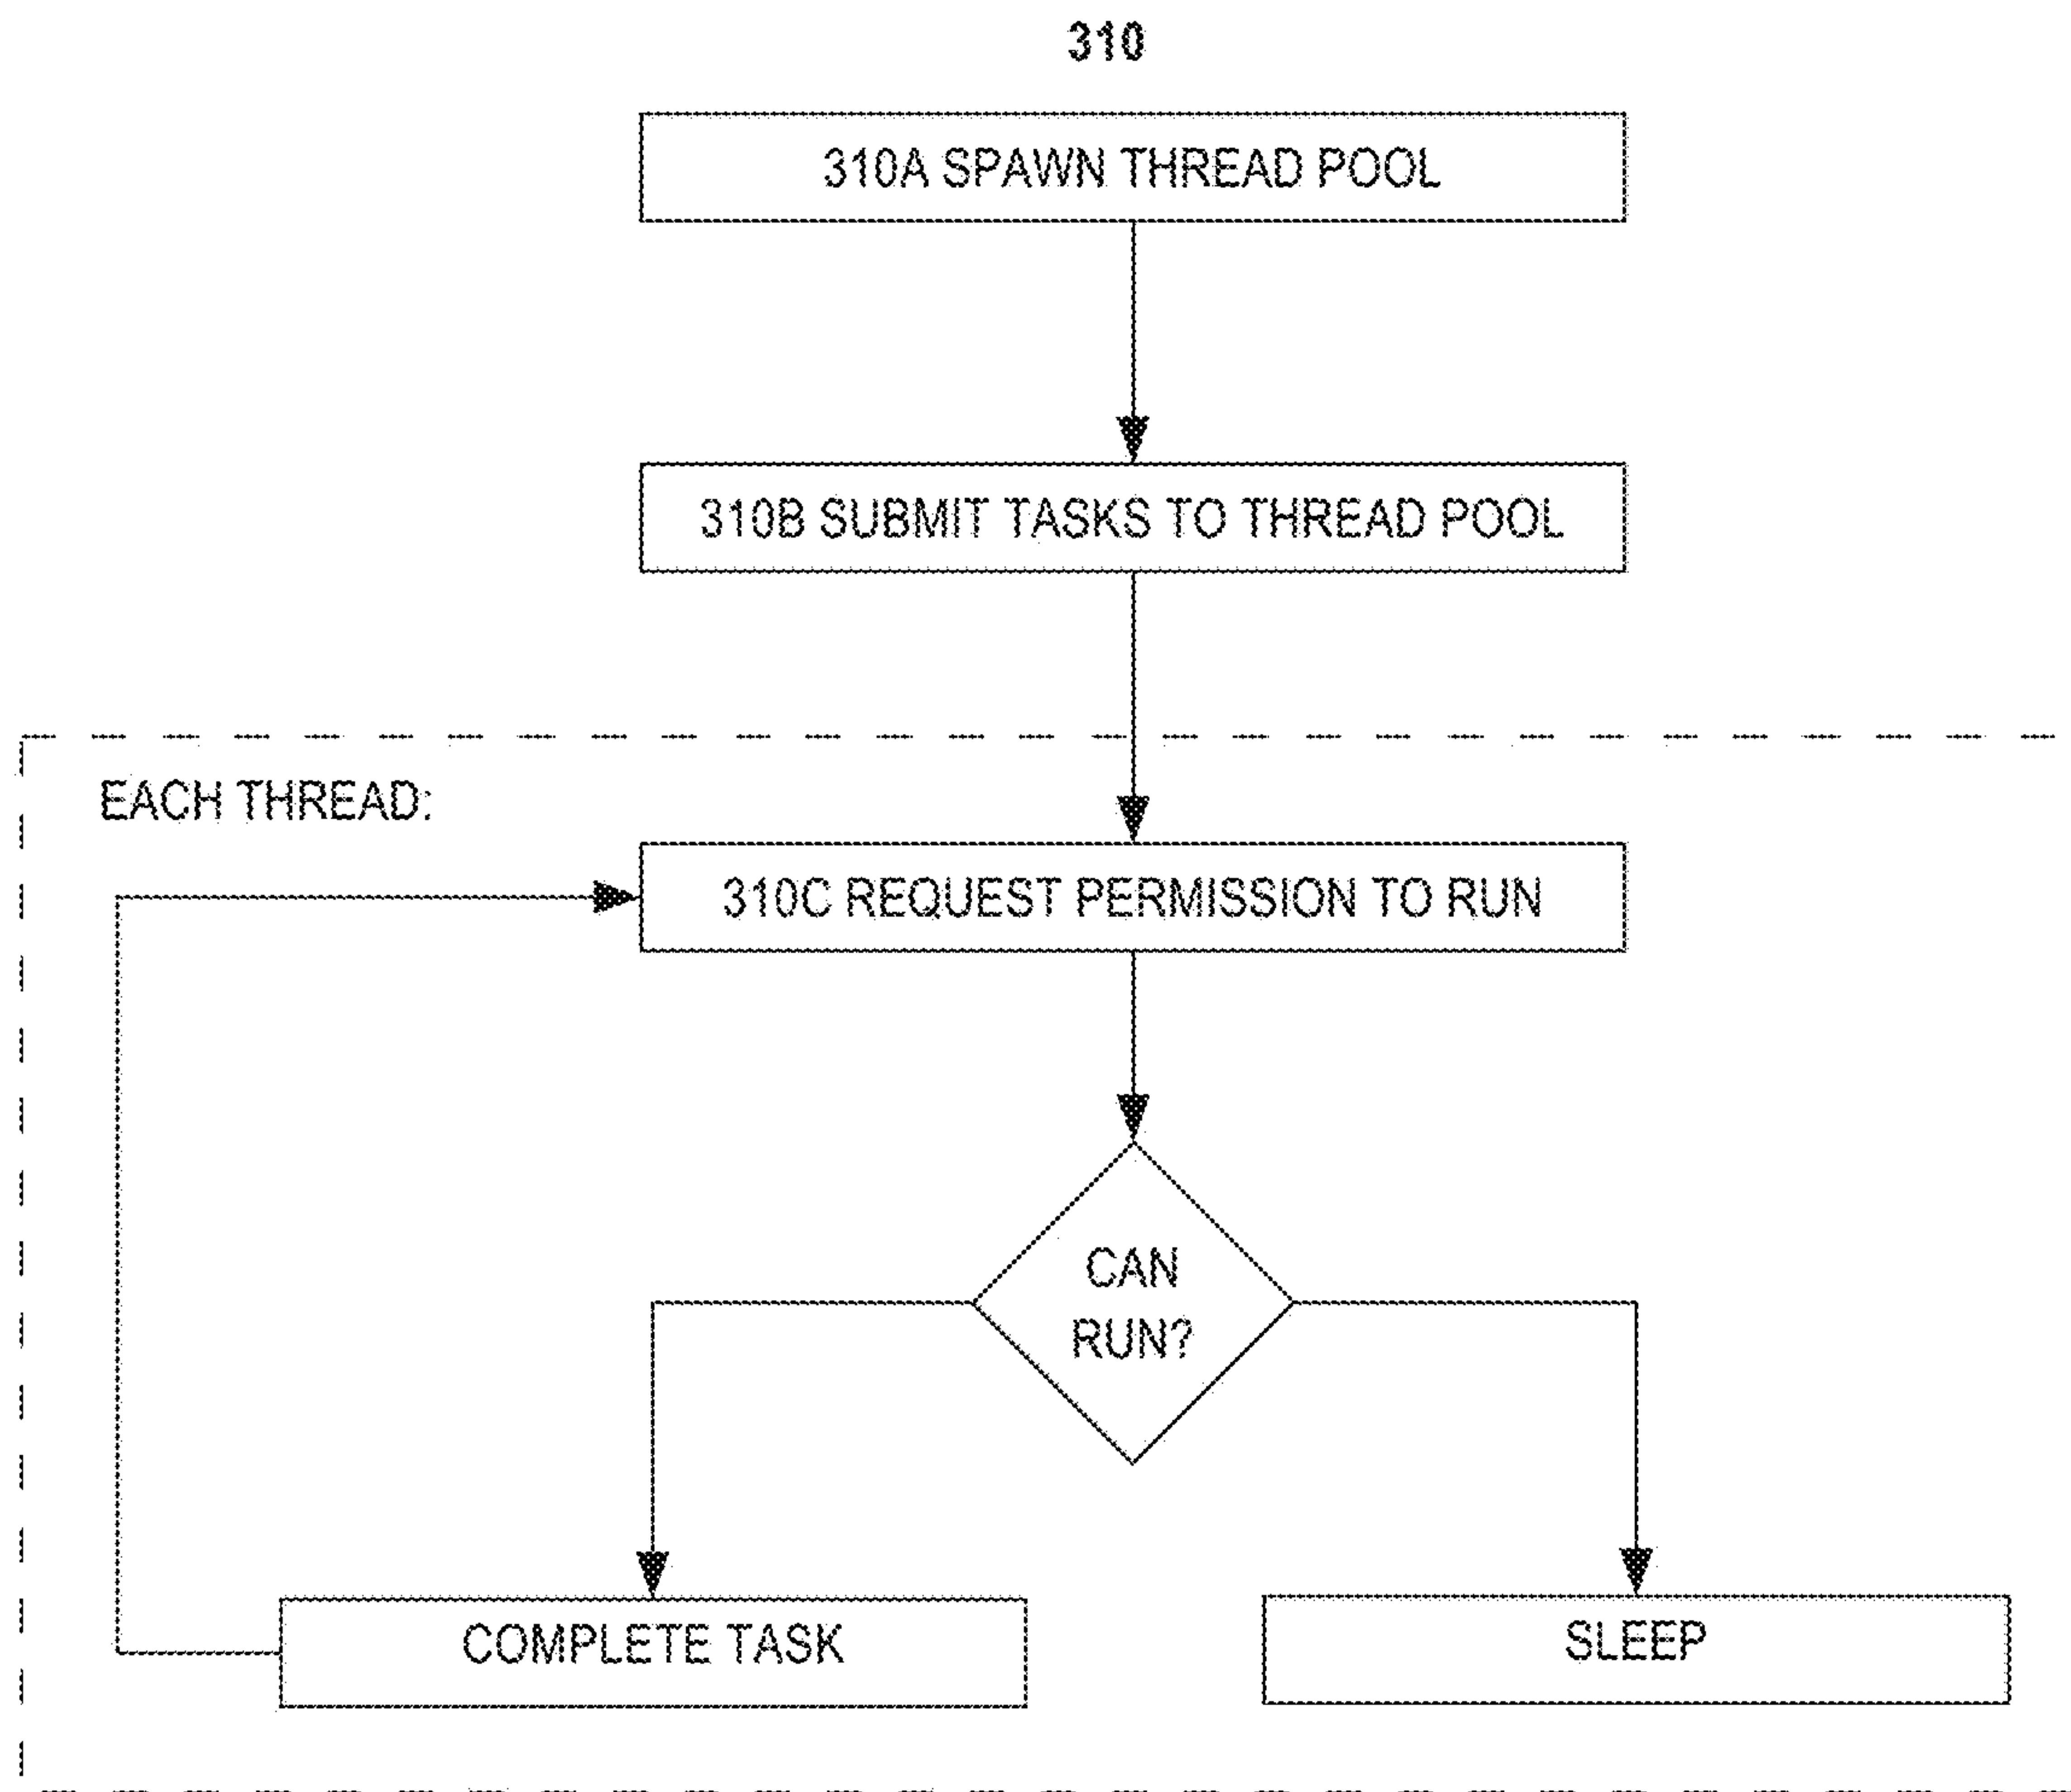 310
310A SPAWN THREAD POOL
310B SUBMIT TASKS TO THREAD POOL
EACH THREAD:
310C REQUEST PERMISSION TO RUN
CAN
RUN?
COMPLETE TASK
SLEEP